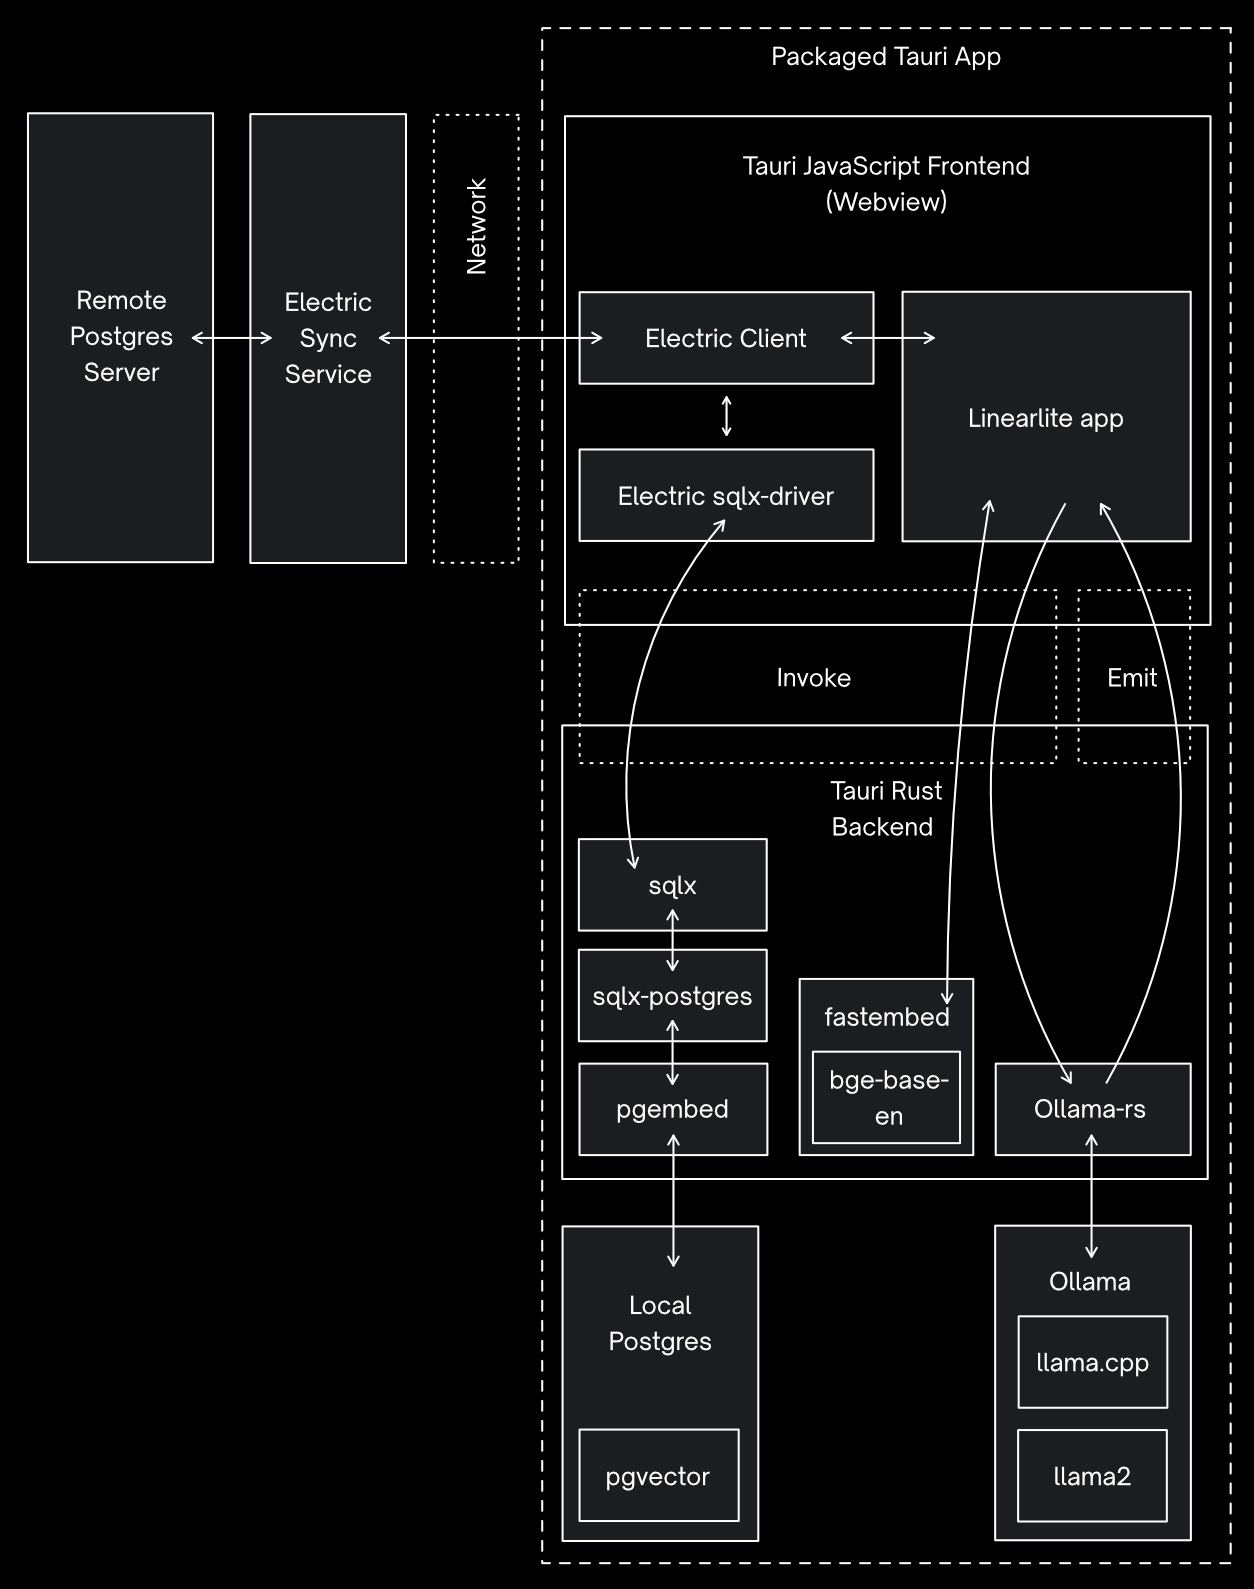 Packaged Tauri App
Tauri JavaScript Frontend
(Webview)
Network
Remote
Postgres
Server
Electric
Sync
Service
Electric Client
Linearlite app
Electric sqlx-driver
Invoke
Emit
Tauri Rust
Backend
sqlx
sqlx-postgres
fastembed
bge-base-
en
pgembed
Ollama-rs
Local
Postgres
pgvector
Ollama
llama.cpp
llama2